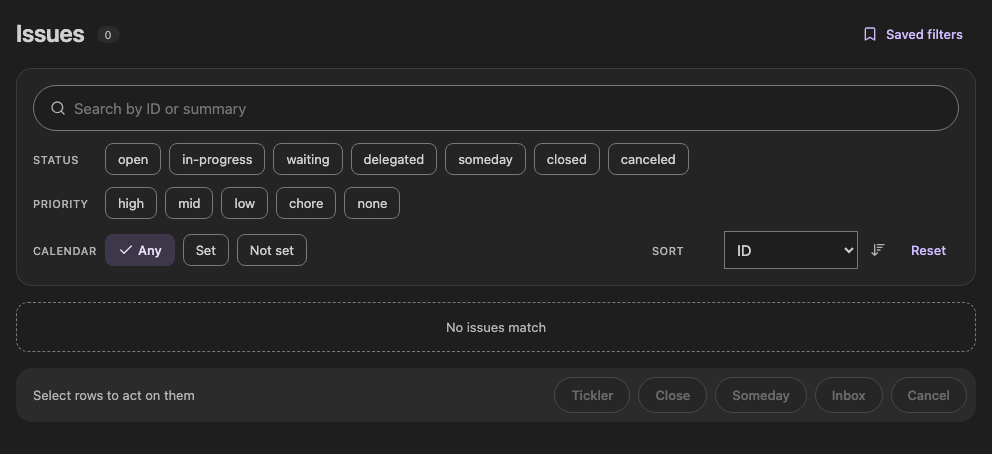 Issues 0 Saved filters
Search by ID or summary
STATUS open in-progress waiting delegated someday closed canceled
PRIORITY high mid low chore none
CALENDAR Any Set Not set SORT ID Reset
No issues match
Select rows to act on them Tickler Close Someday Inbox Cancel